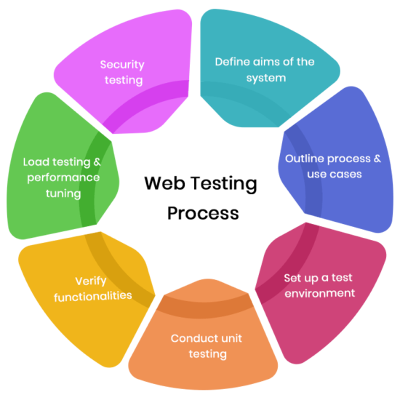 Web Testing
Process
Define aims of the
system
Outline process &
use cases
Set up a test
environment
Conduct unit
testing
Verify
functionalities
Load testing &
performance
tuning
Security
testing